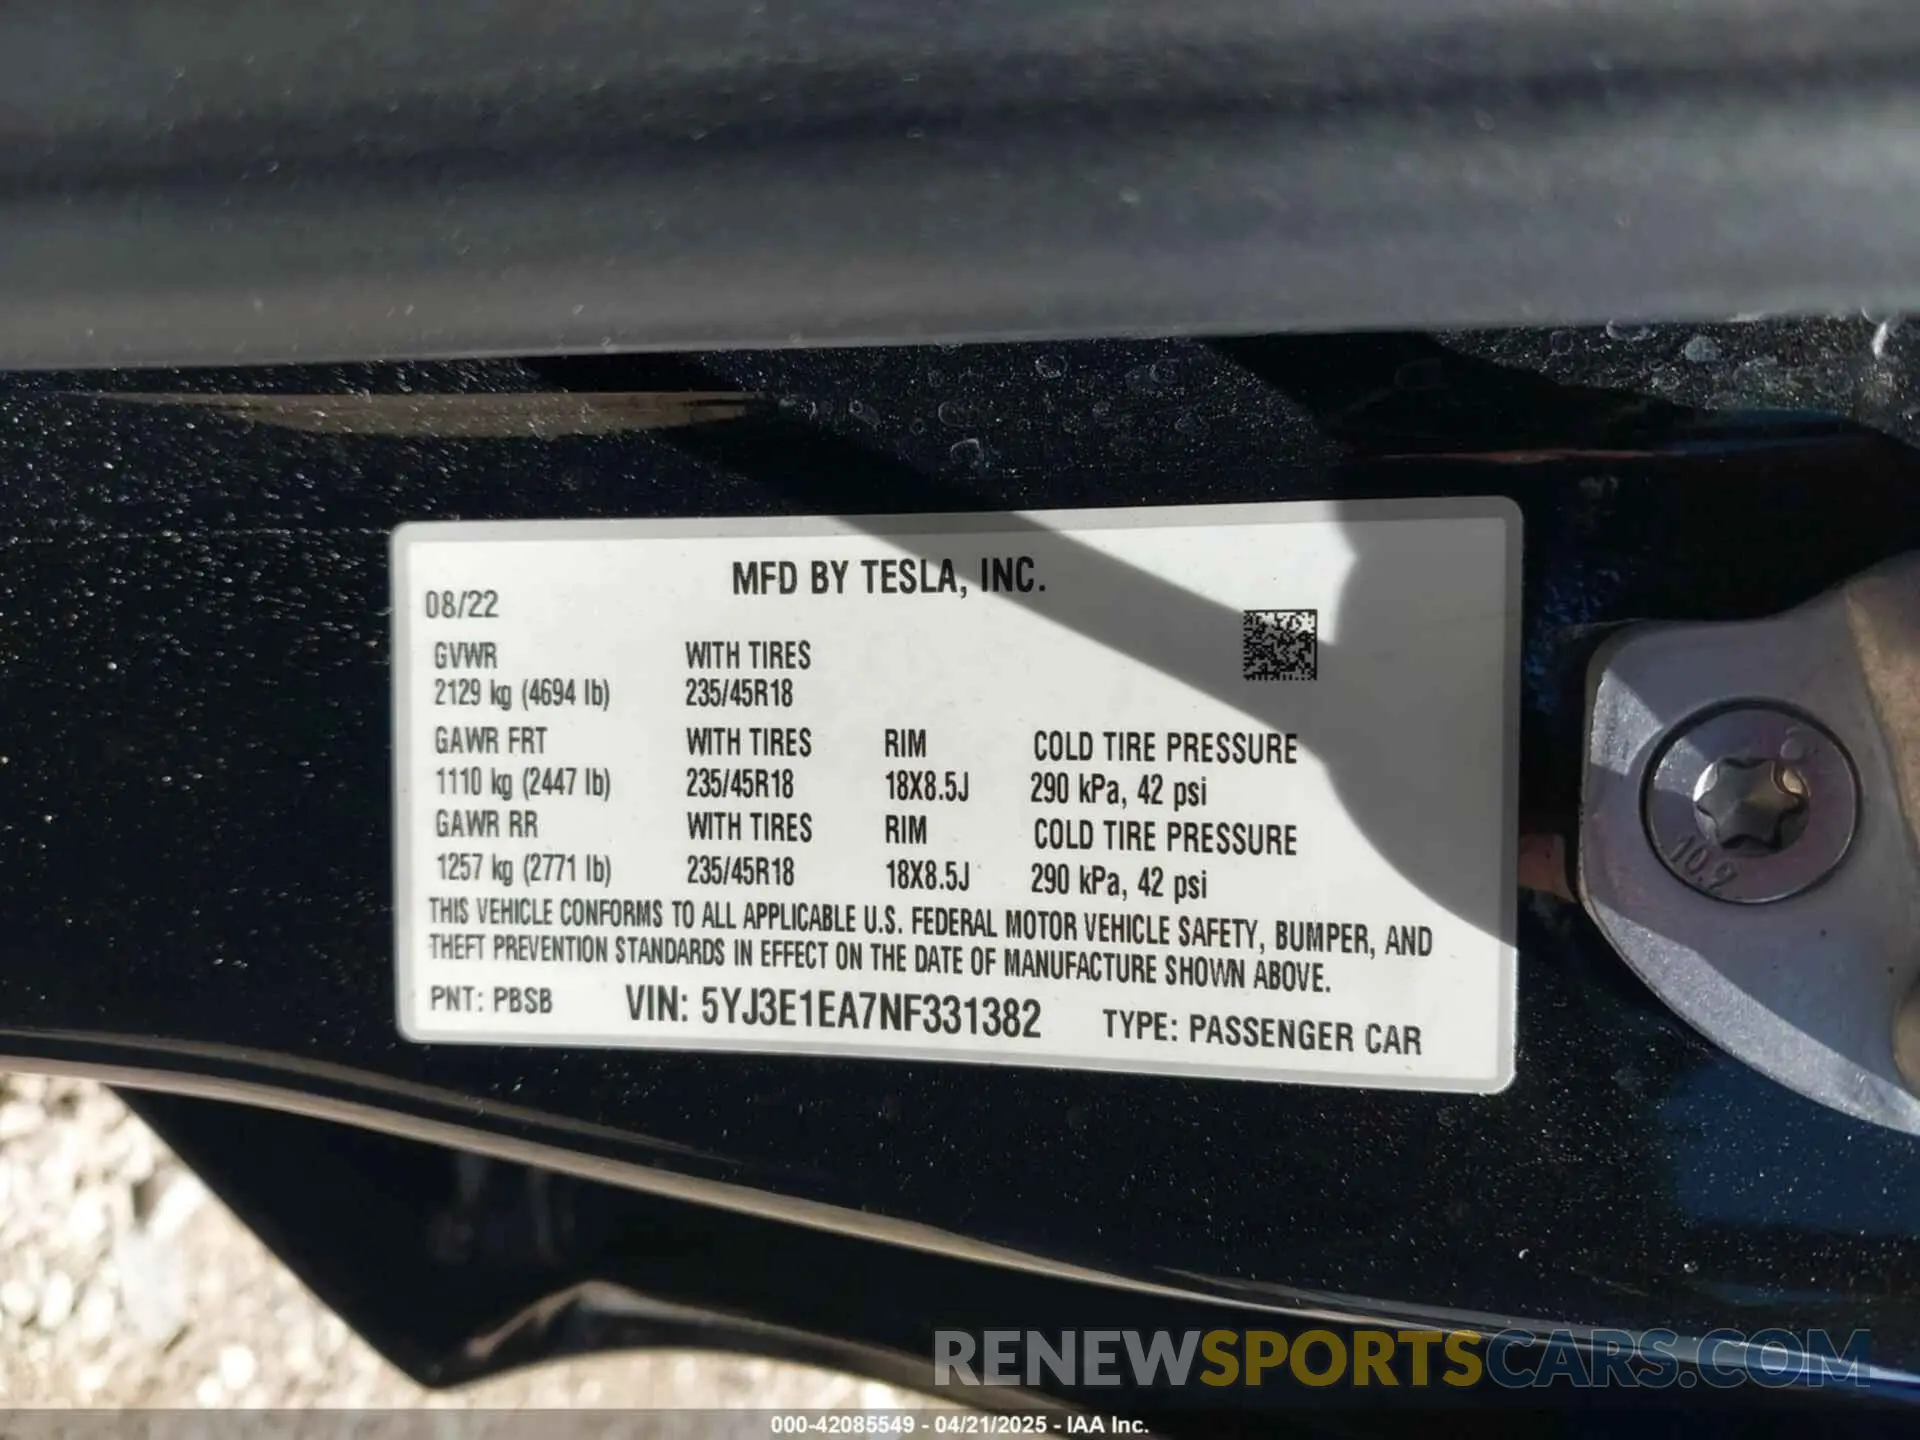 MFD BY TESLA, INC.
08/22
GVWR WITH TIRES
2129 kg (4694 lb) 235/45R18
GAWR FRT WITH TIRES RIM COLD TIRE PRESSURE
1110 kg (2447 lb) 235/45R18 18X8.5J 290 kPa, 42 psi
GAWR RR WITH TIRES RIM COLD TIRE PRESSURE
1257 kg (2771 lb) 235/45R18 18X8.5J 290 kPa, 42 psi
THIS VEHICLE CONFORMS TO ALL APPLICABLE U.S. FEDERAL MOTOR VEHICLE SAFETY, BUMPER, AND
THEFT PREVENTION STANDARDS IN EFFECT ON THE DATE OF MANUFACTURE SHOWN ABOVE.
PNT: PBSB VIN: 5YJ3E1EA7NF331382 TYPE: PASSENGER CAR
10.9
RENEWSPORTSCARS.COM
000-42085549 - 04/21/2025 - IAA Inc.